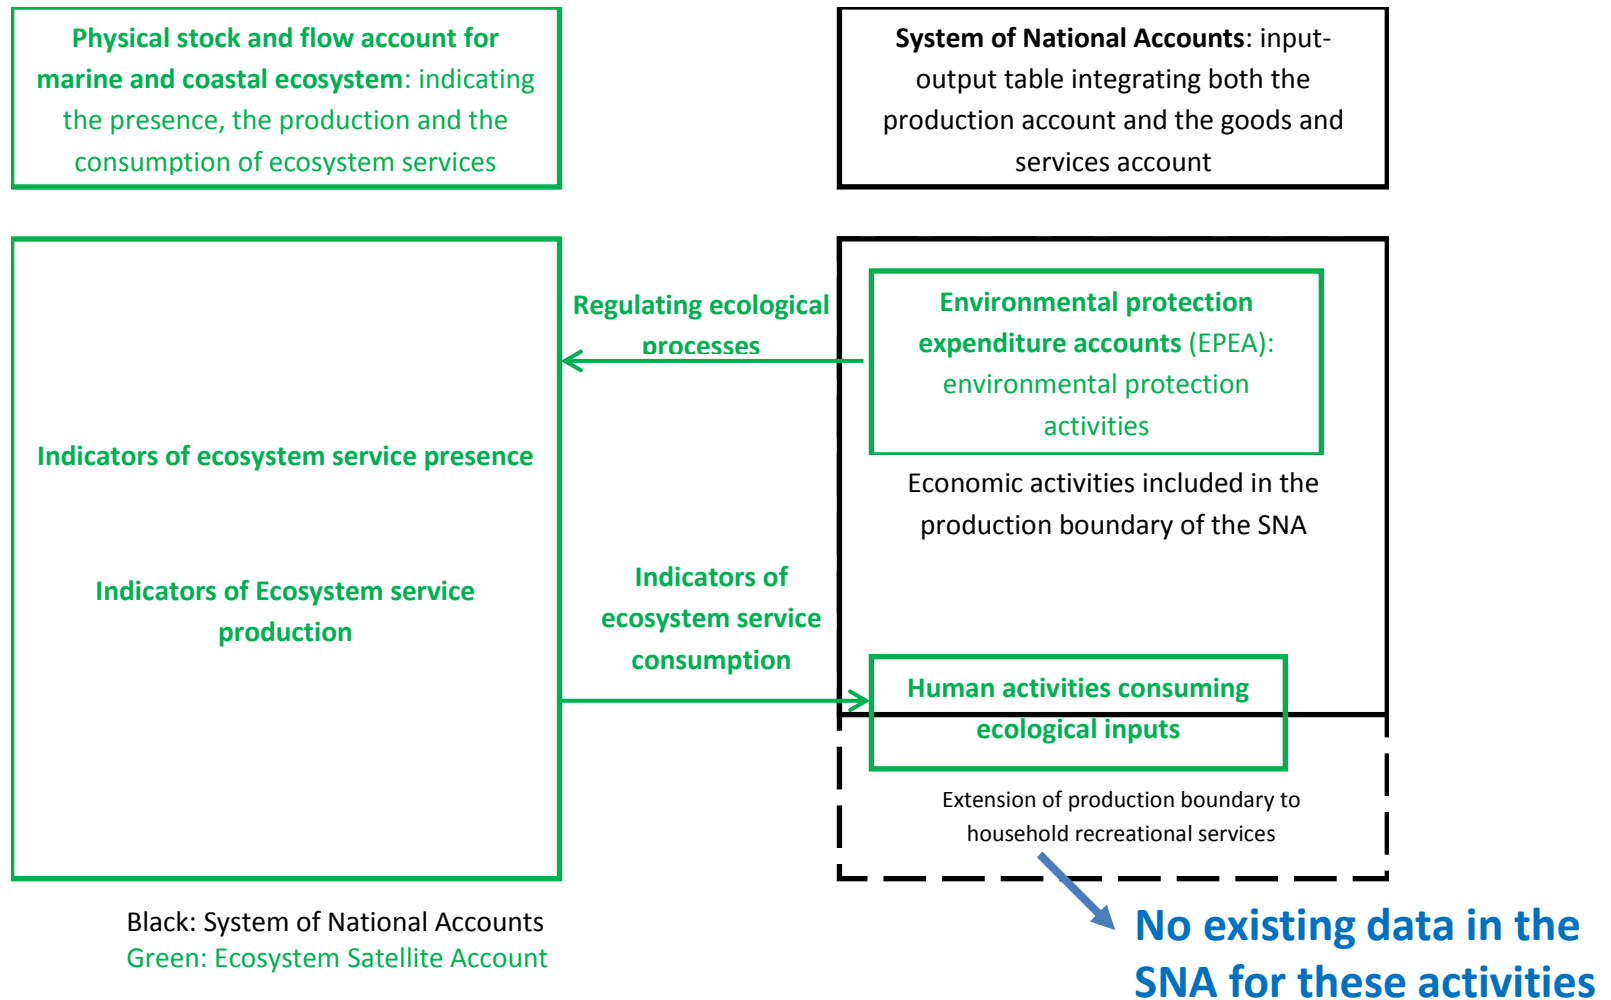 Physical stock and flow account for
marine and coastal ecosystem: indicating
the presence, the production and the
consumption of ecosystem services
System of National Accounts: input-
output table integrating both the
production account and the goods and
services account
Regulating ecological
processes
Environmental protection
expenditure accounts (EPEA):
environmental protection
activities
Indicators of ecosystem service presence
Economic activities included in the
production boundary of the SNA
Indicators of Ecosystem service
production
Indicators of
ecosystem service
consumption
Human activities consuming
ecological inputs
Extension of production boundary to
household recreational services
Black: System of National Accounts
Green: Ecosystem Satellite Account
No existing data in the
SNA for these activities